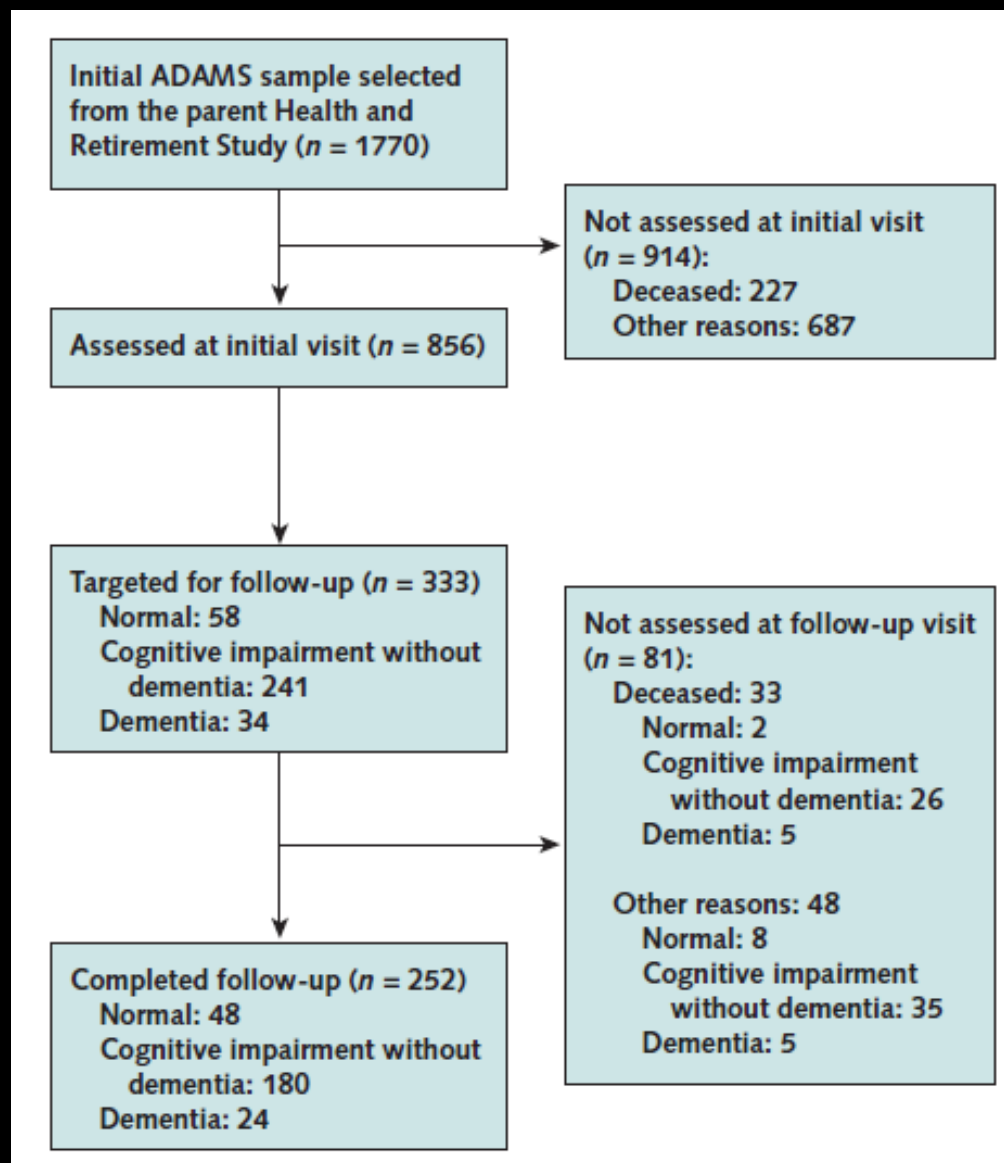 Initial ADAMS sample selected
from the parent Health and
Retirement Study (n = 1770)
Not assessed at initial visit
(n = 914):
Deceased: 227
Other reasons: 687
Assessed at initial visit (n = 856)
Targeted for follow-up (n = 333)
Normal: 58
Cognitive impairment without
dementia: 241
Dementia: 34
Not assessed at follow-up visit
(n = 81):
Deceased: 33
Normal: 2
Cognitive impairment
without dementia: 26
Dementia: 5
Other reasons: 48
Normal: 8
Cognitive impairment
without dementia: 35
Dementia: 5
Completed follow-up (n = 252)
Normal: 48
Cognitive impairment without
dementia: 180
Dementia: 24